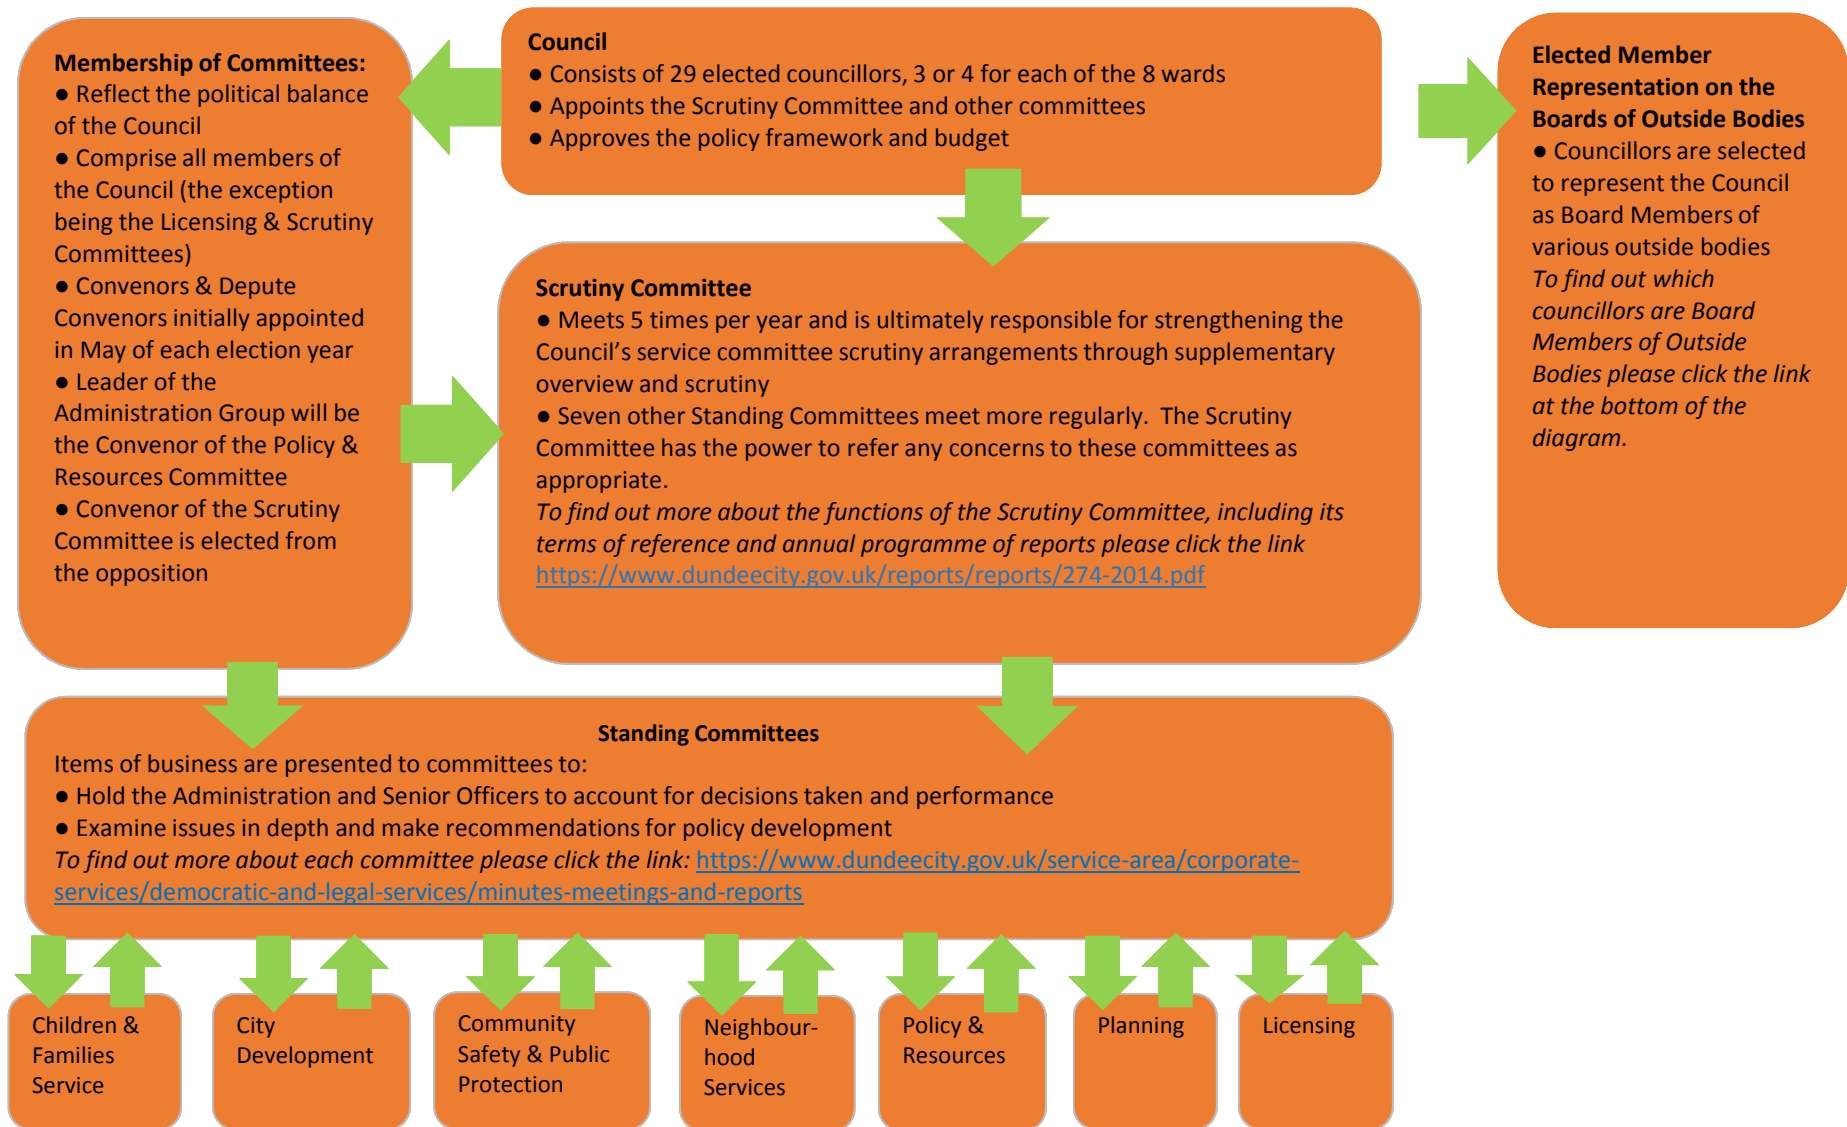 Membership of Committees:
● Reflect the political balance
of the Council
● Comprise all members of
the Council (the exception
being the Licensing & Scrutiny
Committees)
● Convenors & Depute
Convenors initially appointed
in May of each election year
● Leader of the
Administration Group will be
the Convenor of the Policy &
Resources Committee
● Convenor of the Scrutiny
Committee is elected from
the opposition
Council
● Consists of 29 elected councillors, 3 or 4 for each of the 8 wards
● Appoints the Scrutiny Committee and other committees
● Approves the policy framework and budget
Elected Member
Representation on the
Boards of Outside Bodies
● Councillors are selected
to represent the Council
as Board Members of
various outside bodies
To find out which
councillors are Board
Members of Outside
Bodies please click the link
at the bottom of the
diagram.
Scrutiny Committee
● Meets 5 times per year and is ultimately responsible for strengthening the
Council’s service committee scrutiny arrangements through supplementary
overview and scrutiny
● Seven other Standing Committees meet more regularly. The Scrutiny
Committee has the power to refer any concerns to these committees as
appropriate.
To find out more about the functions of the Scrutiny Committee, including its
terms of reference and annual programme of reports please click the link
https://www.dundeecity.gov.uk/reports/reports/274-2014.pdf
Standing Committees
Items of business are presented to committees to:
● Hold the Administration and Senior Officers to account for decisions taken and performance
● Examine issues in depth and make recommendations for policy development
To find out more about each committee please click the link: https://www.dundeecity.gov.uk/service-area/corporate-
services/democratic-and-legal-services/minutes-meetings-and-reports
Children &
Families
Service
City
Development
Community
Safety & Public
Protection
Neighbour-
hood
Services
Policy &
Resources
Planning
Licensing